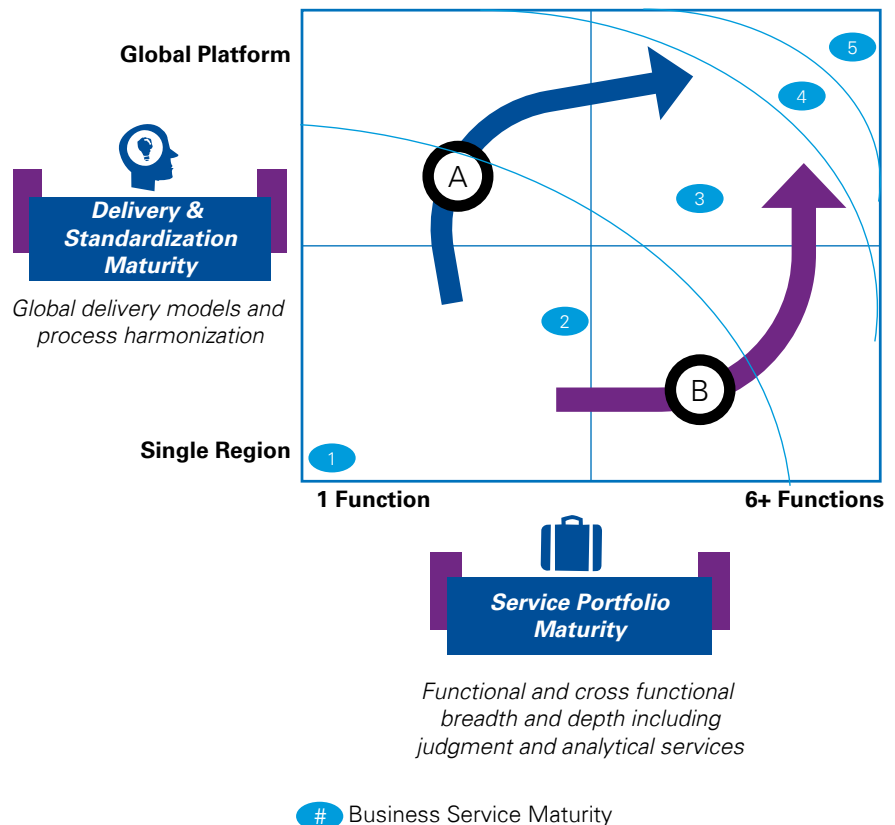 Global Platform
5
4
A
3
Delivery &
Standardization
Maturity
Global delivery models and
process harmonization
2
B
Single Region
1
1 Function
6+ Functions
Service Portfolio
Maturity
Functional and cross functional
breadth and depth including
judgment and analytical services
# Business Service Maturity